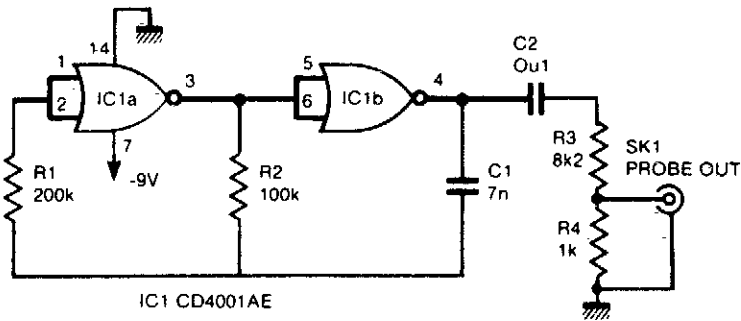 14
1
2
IC1a
3
7
-9V
R1
200k
R2
100k
5
6
IC1b
4
C1
7n
C2
0u1
R3
8k2
R4
1k
SK1
PROBE OUT
IC1 CD4001AE